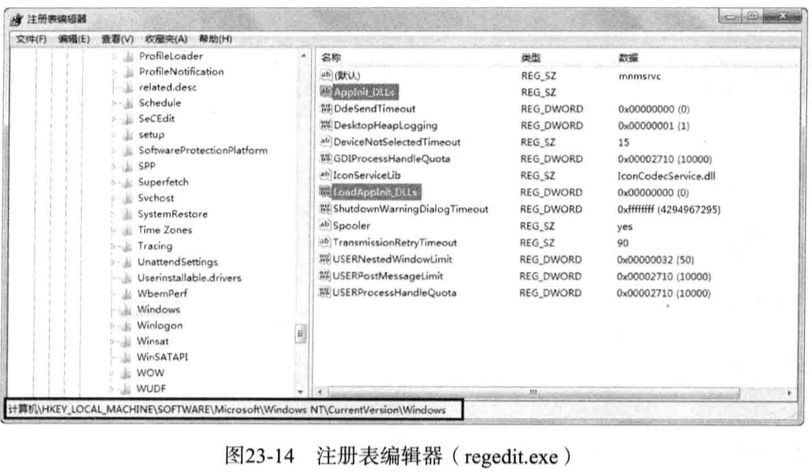 注册表编辑器
文件(F) 编辑(E) 查看(V) 收藏夹(A) 帮助(H)
ProfileLoader
ProfileNotification
related.desc
Schedule
SeCEdit
setup
SoftwareProtectionPlatform
SPP
Superfetch
Svchost
SystemRestore
Time Zones
Tracing
UnattendSettings
Userinstallable.drivers
WbemPerf
Windows
Winlogon
Winsat
WinSATAPI
WOW
WUDF
名称 类型 数据
(默认) REG_SZ mnmsrvc
AppInit_DLLs REG_SZ
DdeSendTimeout REG_DWORD 0x00000000 (0)
DesktopHeapLogging REG_DWORD 0x00000001 (1)
DeviceNotSelectedTimeout REG_SZ 15
GDIProcessHandleQuota REG_DWORD 0x00002710 (10000)
IconServiceLib REG_SZ IconCodecService.dll
LoadAppInit_DLLs REG_DWORD 0x00000000 (0)
ShutdownWarningDialogTimeout REG_DWORD 0xffffffff (4294967295)
Spooler REG_SZ yes
TransmissionRetryTimeout REG_SZ 90
USERNestedWindowLimit REG_DWORD 0x00000032 (50)
USERPostMessageLimit REG_DWORD 0x00002710 (10000)
USERProcessHandleQuota REG_DWORD 0x00002710 (10000)
计算机\HKEY_LOCAL_MACHINE\SOFTWARE\Microsoft\Windows NT\CurrentVersion\Windows
图23-14 注册表编辑器（regedit.exe）